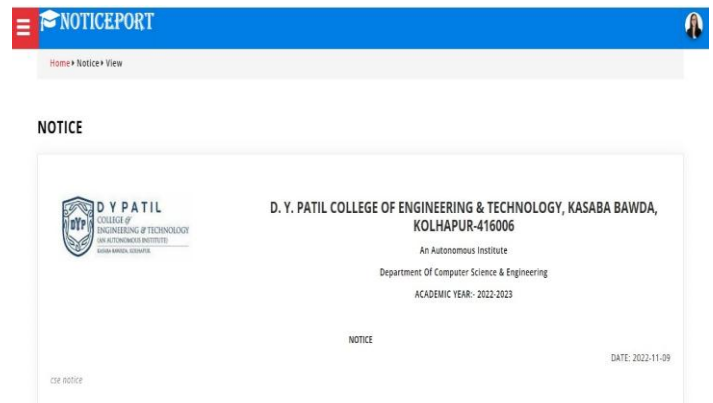 NOTICEPORT
Home Notice View
NOTICE
D Y PATIL
COLLEGE of
ENGINEERING & TECHNOLOGY
(AN AUTONOMOUS INSTITUTE)
KASABA BAWADA, KOLHAPUR.
DYP
D. Y. PATIL COLLEGE OF ENGINEERING & TECHNOLOGY, KASABA BAWDA,
KOLHAPUR-416006
An Autonomous Institute
Department Of Computer Science & Engineering
ACADEMIC YEAR:- 2022-2023
NOTICE
DATE: 2022-11-09
cse notice